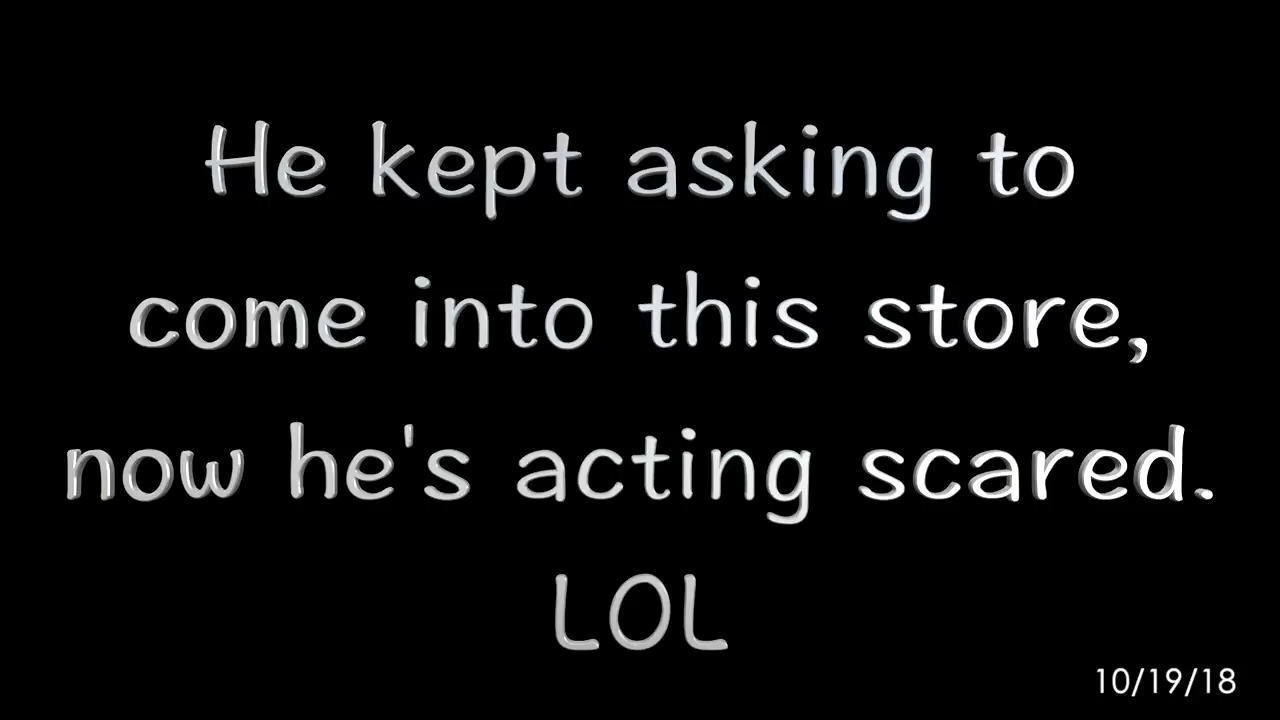 He kept asking to
come into this store,
now he's acting scared.
LOL
10/19/18